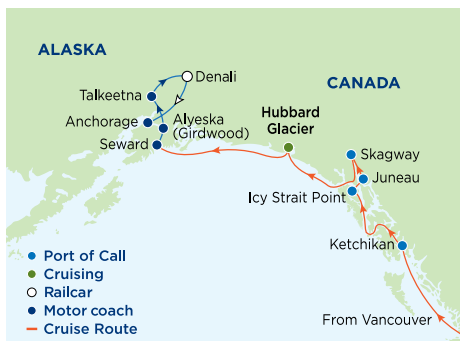 ALASKA
Denali
CANADA
Talkeetna
Anchorage
Alyeska
(Girdwood)
Hubbard
Glacier
Seward
Skagway
Juneau
Icy Strait Point
Ketchikan
From Vancouver
Port of Call
Cruising
Railcar
Motor coach
Cruise Route